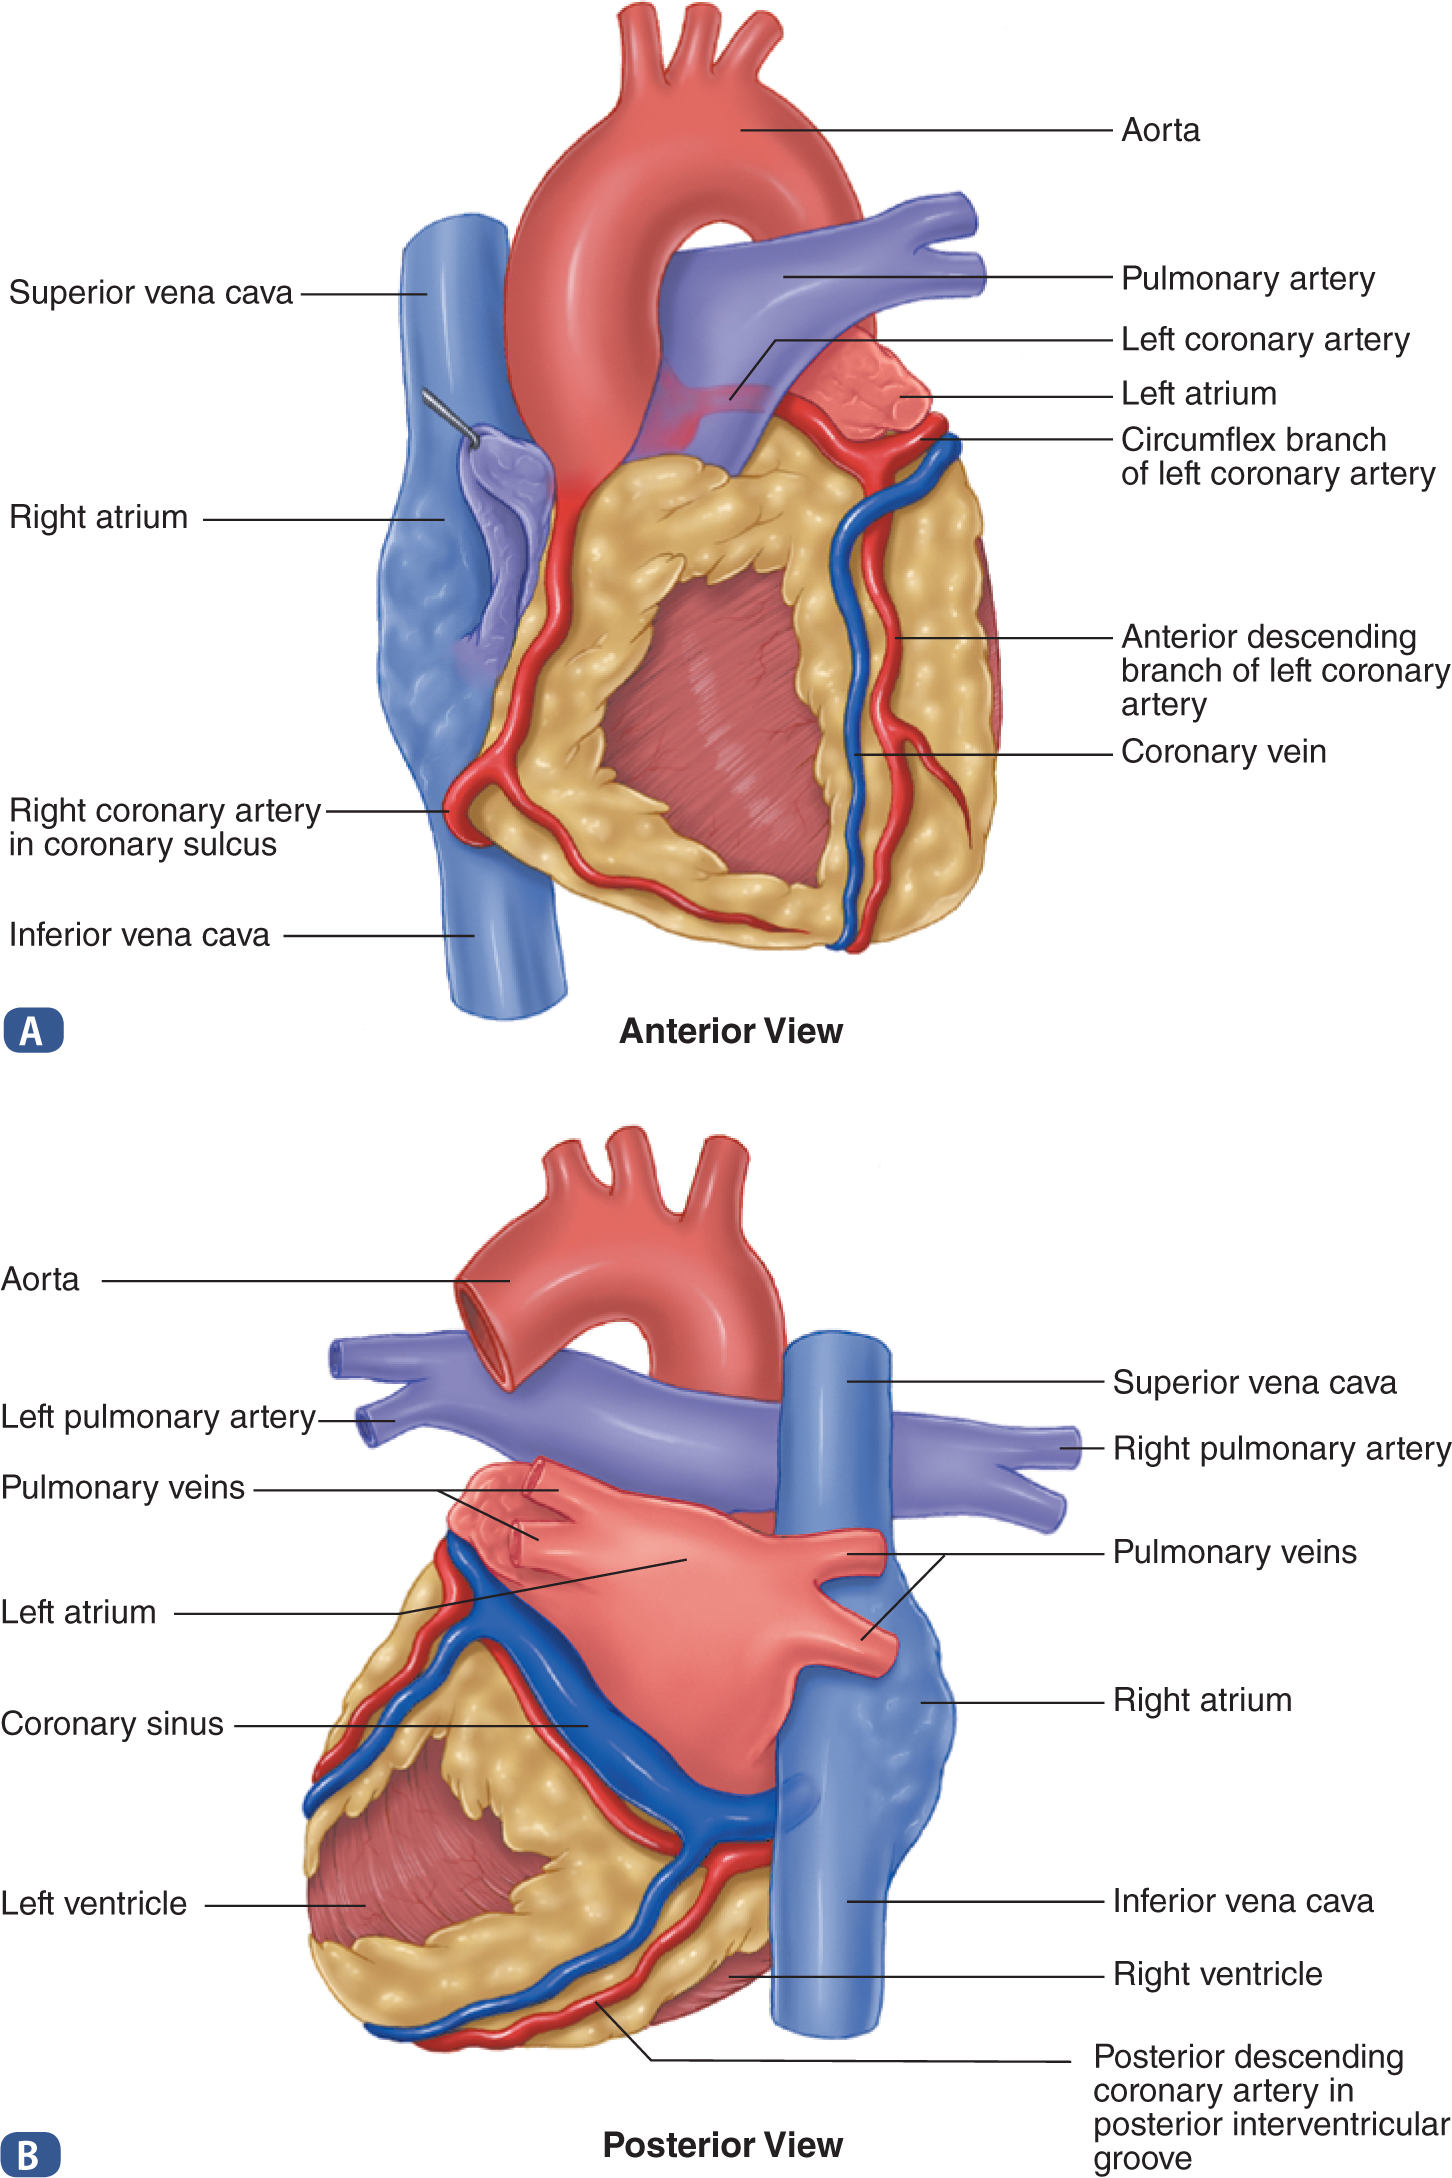 Aorta
Superior vena cava
Pulmonary artery
Left coronary artery
Left atrium
Circumflex branch
of left coronary artery
Right atrium
Anterior descending
branch of left coronary
artery
Coronary vein
Right coronary artery
in coronary sulcus
Inferior vena cava
A
Anterior View
Aorta
Superior vena cava
Left pulmonary artery
Right pulmonary artery
Pulmonary veins
Pulmonary veins
Left atrium
Right atrium
Coronary sinus
Left ventricle
Inferior vena cava
Right ventricle
Posterior descending
coronary artery in
posterior interventricular
groove
B
Posterior View